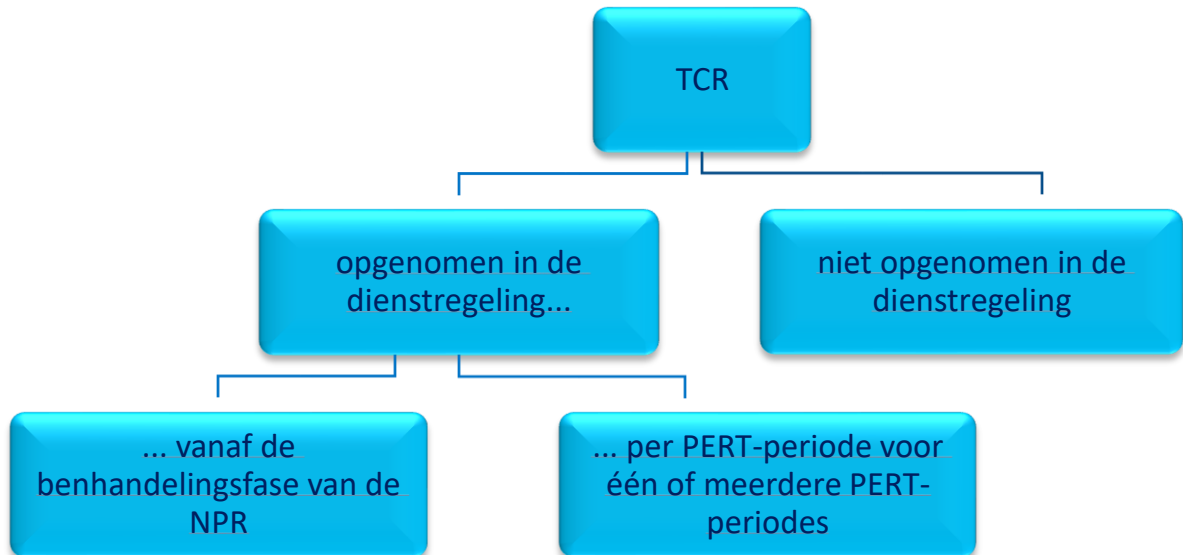 TCR
opgenomen in de
dienstregeling...
niet opgenomen in de
dienstregeling
... vanaf de
benhandelingsfase van de
NPR
... per PERT-periode voor
één of meerdere PERT-
periodes